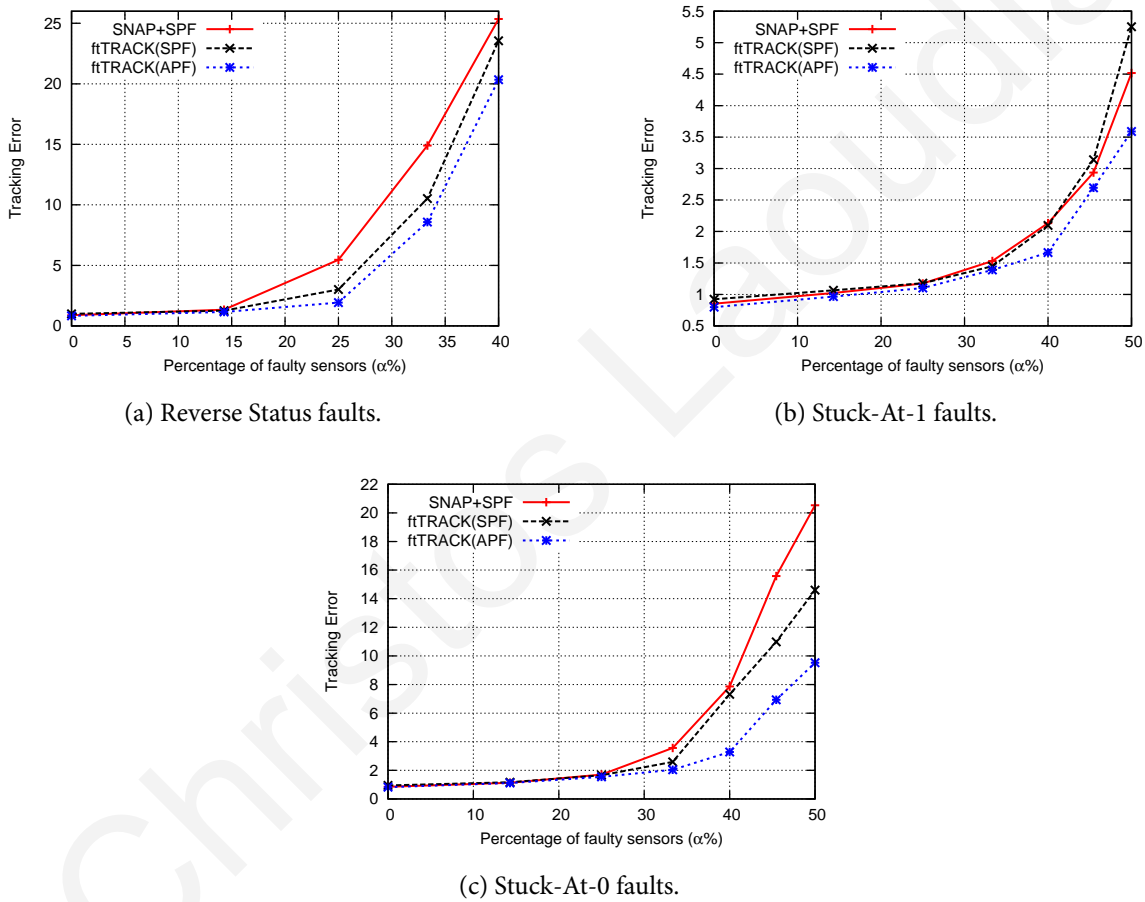 25
20
15
10
5
0
0 5 10 15 20 25 30 35 40
Tracking Error
Percentage of faulty sensors (α%)
SNAP+SPF
ftTRACK(SPF)
ftTRACK(APF)
(a) Reverse Status faults.
5.5
5
4.5
4
3.5
3
2.5
2
1.5
1
0.5
0 10 20 30 40 50
Tracking Error
Percentage of faulty sensors (α%)
SNAP+SPF
ftTRACK(SPF)
ftTRACK(APF)
(b) Stuck-At-1 faults.
22
20
18
16
14
12
10
8
6
4
2
0
0 10 20 30 40 50
Tracking Error
Percentage of faulty sensors (α%)
SNAP+SPF
ftTRACK(SPF)
ftTRACK(APF)
(c) Stuck-At-0 faults.
Christos Laoudia